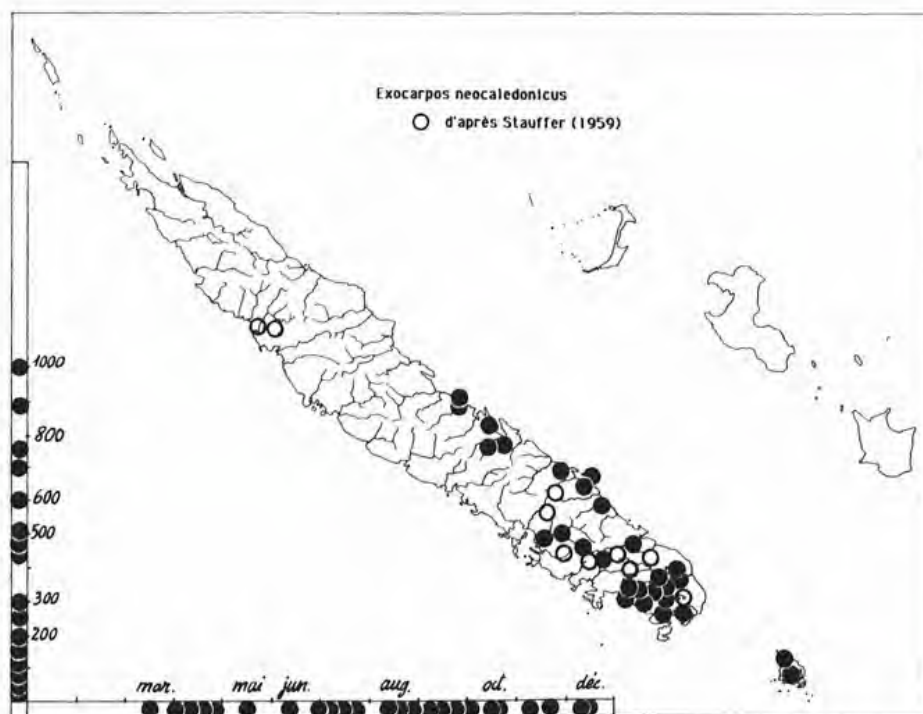 Exocarpos neocaledonicus
d'après Stauffer (1959)
1000
800
600
500
300
200
mar. mai jun. aug. oct. déc.